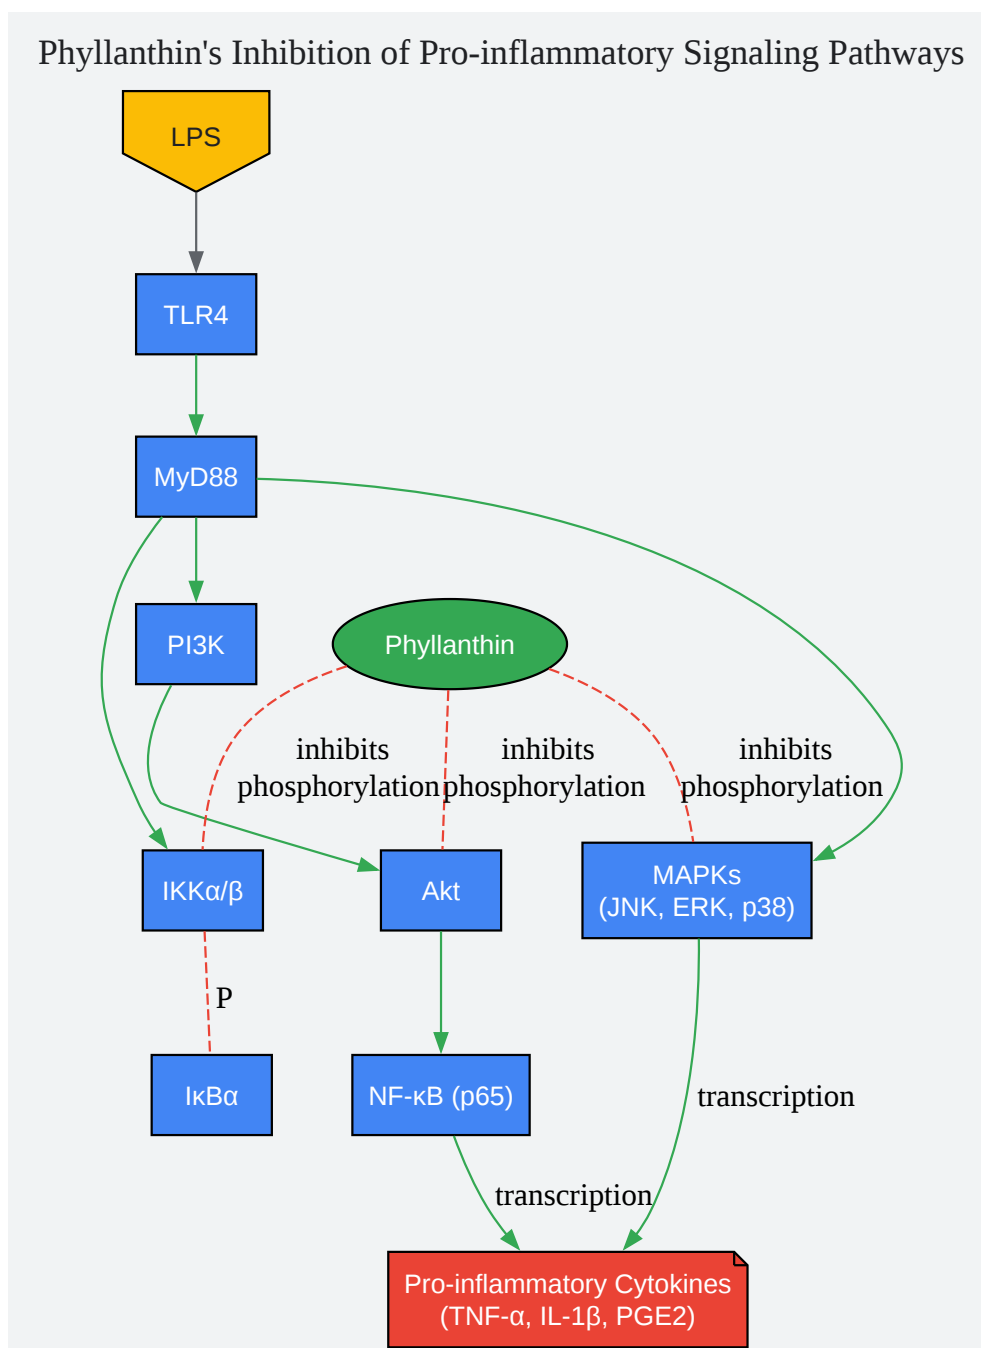 Phyllanthin's Inhibition of Pro-inflammatory Signaling Pathways
LPS
TLR4
MyD88
PI3K
Phyllanthin
inhibits
phosphorylation
inhibits
phosphorylation
inhibits
phosphorylation
IKKα/β
Akt
MAPKs
(JNK, ERK, p38)
P
IκBα
NF-κB (p65)
transcription
transcription
Pro-inflammatory Cytokines
(TNF-α, IL-1β, PGE2)